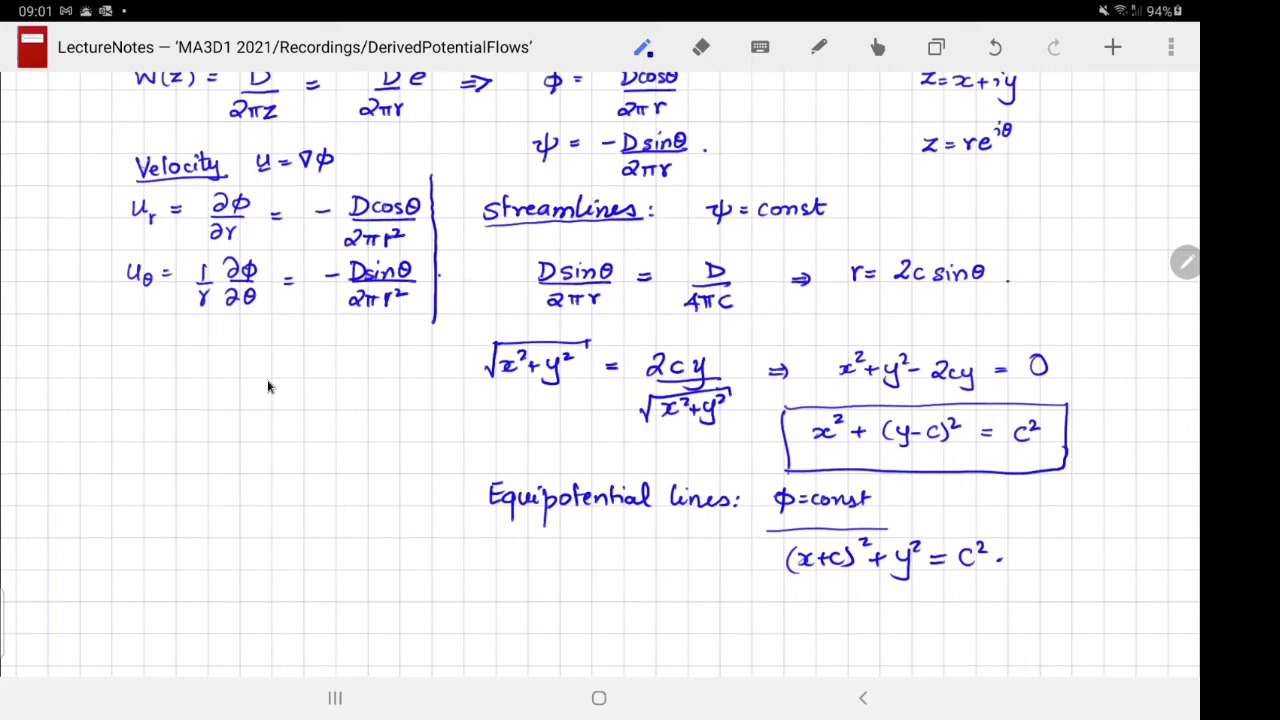 09:01 94%
LectureNotes — ‘MA3D1 2021/Recordings/DerivedPotentialFlows’
W(z) = D/2πz = D e/2πr ⇒ ϕ = Dcosθ/2πr
z = x + iy
ψ = -Dsinθ/2πr .
z = re^{iθ}
Velocity u = ∇ϕ
u_r = ∂ϕ/∂r = - Dcosθ/2πr²
Streamlines : ψ = const
u_θ = 1/r ∂ϕ/∂θ = - Dsinθ/2πr² .
Dsinθ/2πr = D/4πc ⇒ r = 2c sinθ .
√(x²+y²) = 2cy/√(x²+y²) ⇒ x²+y²-2cy = 0
x² + (y-c)² = c²
Equipotential lines : ϕ=const
(x+c)² + y² = c² .